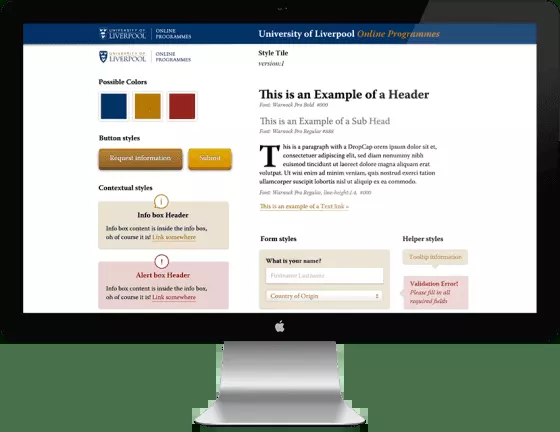 UNIVERSITY OF LIVERPOOL | ONLINE PROGRAMMES
University of Liverpool Online Programmes
UNIVERSITY OF LIVERPOOL | ONLINE PROGRAMMES
Style Tile
version:1
Possible Colors
Button styles
Request information
Submit
Contextual styles
i
Info box Header
Info box content is inside the info box,
oh of course it is! Link somewhere
!
Alert box Header
Info box content is inside the info box,
oh of course it is! Link somewhere
This is an Example of a Header
Font: Warnock Pro Bold #000
This is an Example of a Sub Head
Font: Warnock Pro Regular #888
This is a paragraph with a DropCap orem ipsum dolor sit et,
consectetuer adipiscing elit, sed diam nonummy nibh
euismod tincidunt ut laoreet dolore magna aliquam erat
volutpat. Ut wisi enim ad minim veniam, quis nostrud exerci tation
ullamcorper suscipit lobortis nisl ut aliquip ex ea commodo.
Font: Warnock Pro Regular, line-height:1.4, #000
This is an example of a Text link »
Form styles
What is your name?
Firstname Lastname
Country of Origin
Helper styles
Tooltip information
Validation Error!
Please fill in all
required fields